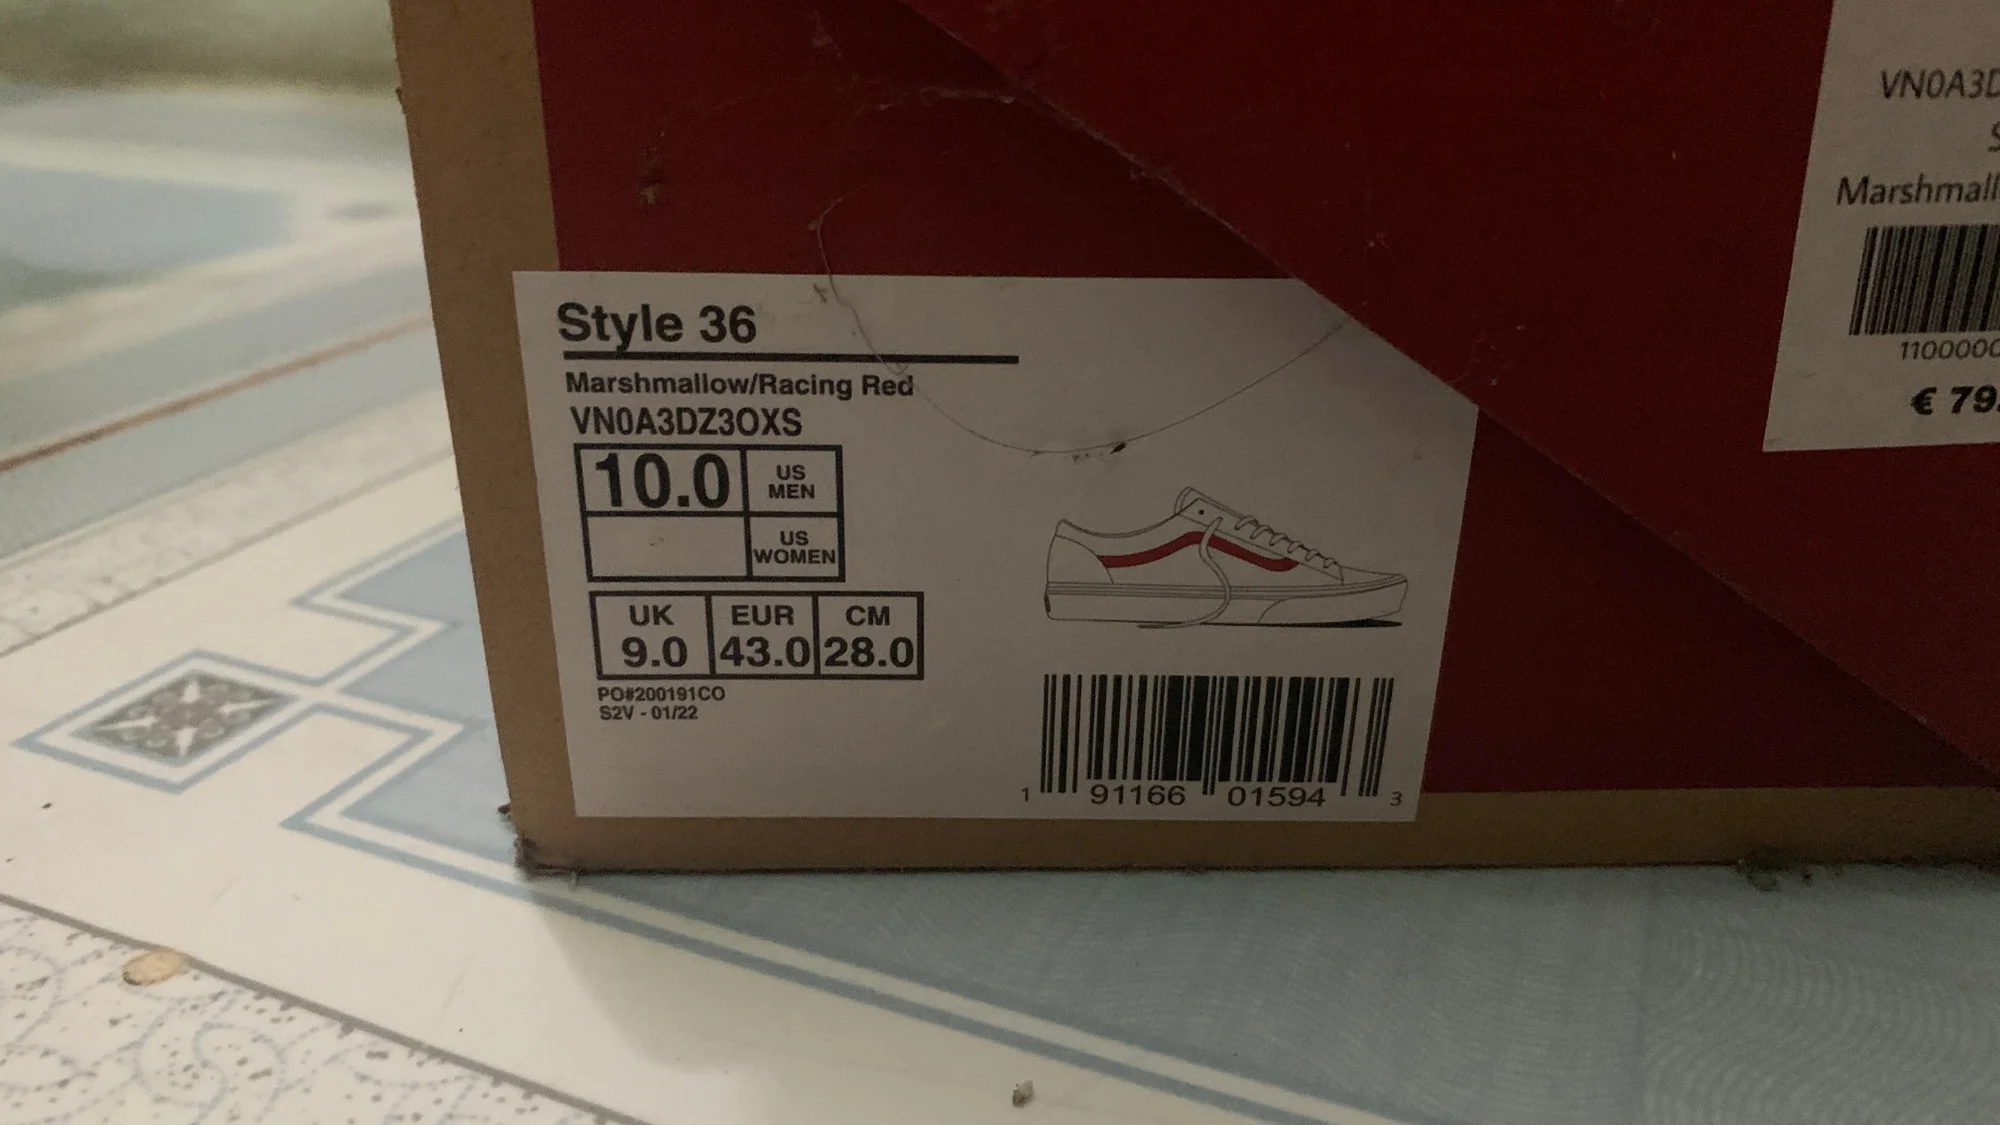 Style 36
Marshmallow/Racing Red
VN0A3DZ3OXS
10.0 US MEN
US WOMEN
UK EUR CM
9.0 43.0 28.0
PO#200191CO
S2V - 01/22
1 91166 01594 3
VN0A3D
S
Marshmall
1100000
€ 79.